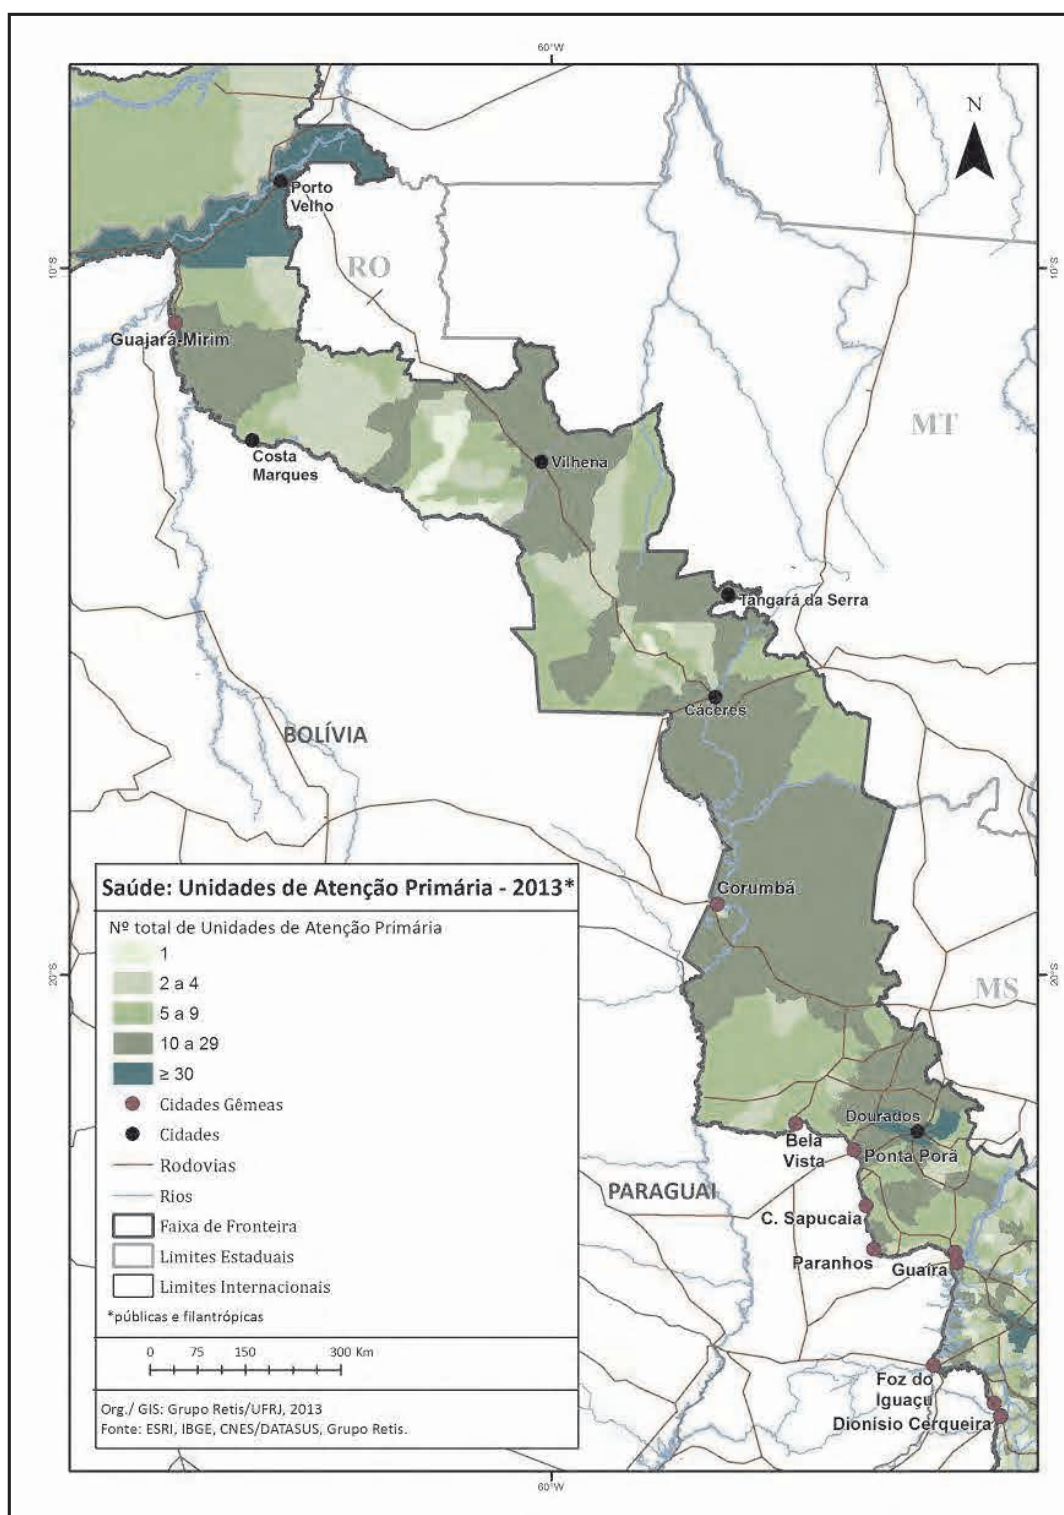 60°W
N
Porto
Velho
RO
10°S
10°S
Guajará-Mirim
MT
Costa
Marques
Vilhena
Tangará da Serra
Cáceres
BOLÍVIA
Corumbá
Saúde: Unidades de Atenção Primária - 2013*
Nº total de Unidades de Atenção Primária
1
2 a 4
5 a 9
10 a 29
≥ 30
Cidades Gêmeas
Cidades
Rodovias
Rios
Faixa de Fronteira
Limites Estaduais
Limites Internacionais
*públicas e filantrópicas
0 75 150 300 Km
Org./ GIS: Grupo Retis/UFRJ, 2013
Fonte: ESRI, IBGE, CNES/DATASUS, Grupo Retis.
20°S
20°S
MS
Dourados
Bela
Vista
Ponta Porã
PARAGUAI
C. Sapucaia
Paranhos
Guaíra
Foz do
Iguaçu
Dionísio Cerqueira
60°W